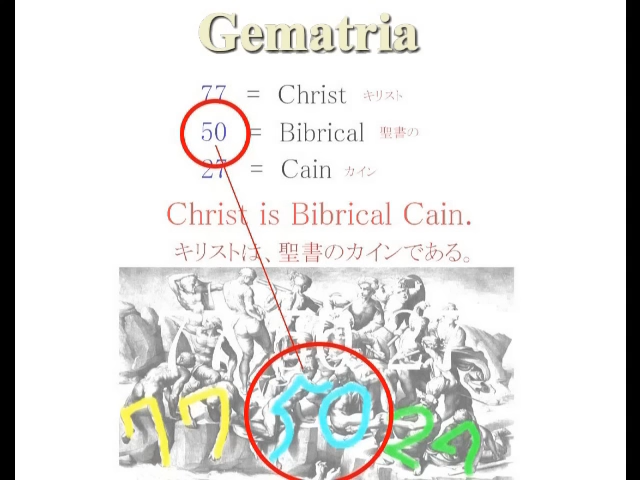 Gematria
77 = Christ キリスト
50 = Bibrical 聖書の
27 = Cain カイン
Christ is Bibrical Cain.
キリストは、聖書のカインである。
77 50 27